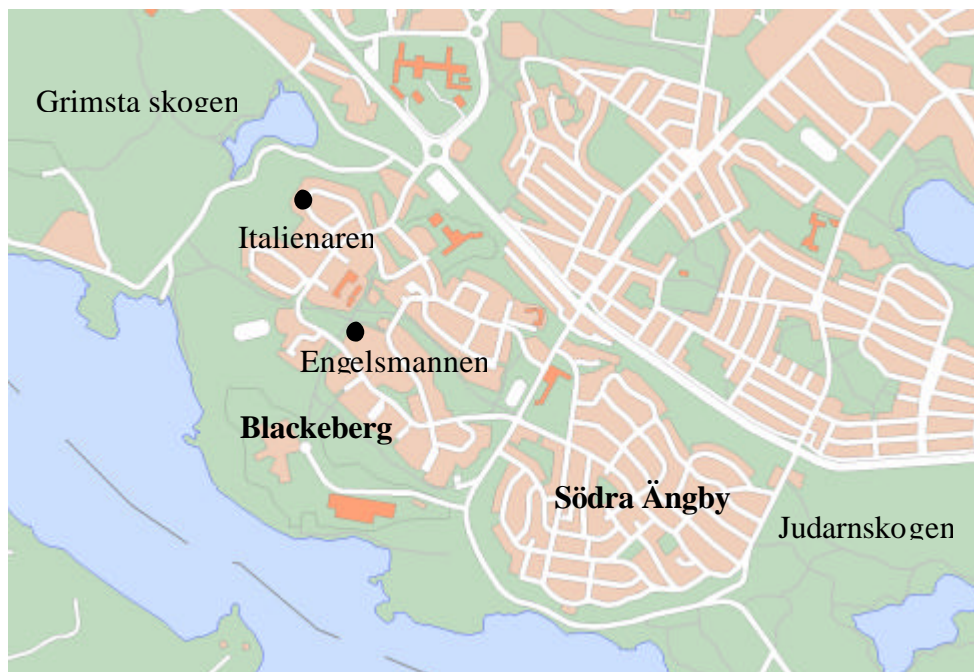 Grimsta skogen
Italienaren
Engelsmannen
Blackeberg
Södra Ängby
Judarnskogen